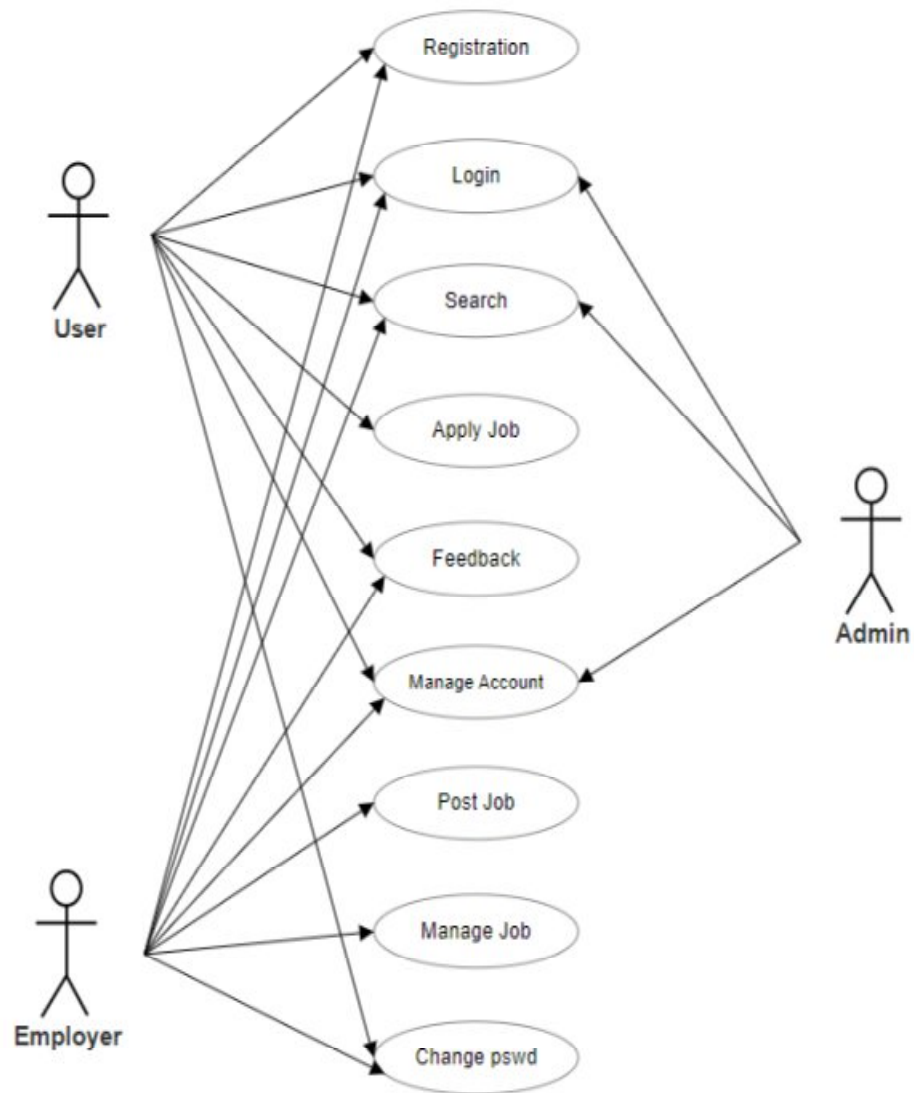 Registration
Login
Search
User
Apply Job
Feedback
Admin
Manage Account
Post Job
Manage Job
Employer
Change pswd